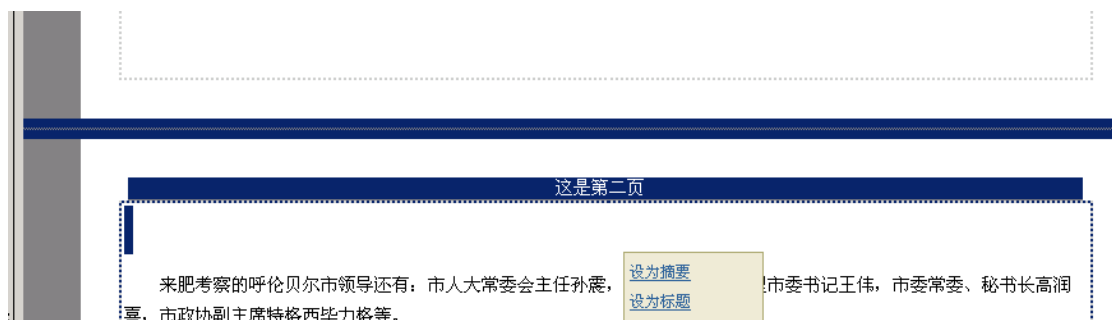 这是第二页
来肥考察的呼伦贝尔市领导还有：市人大常委会主任孙震，
设为摘要
市委书记王伟，市委常委、秘书长高润
设为标题
喜，市政协副主席特格西毕力格等。